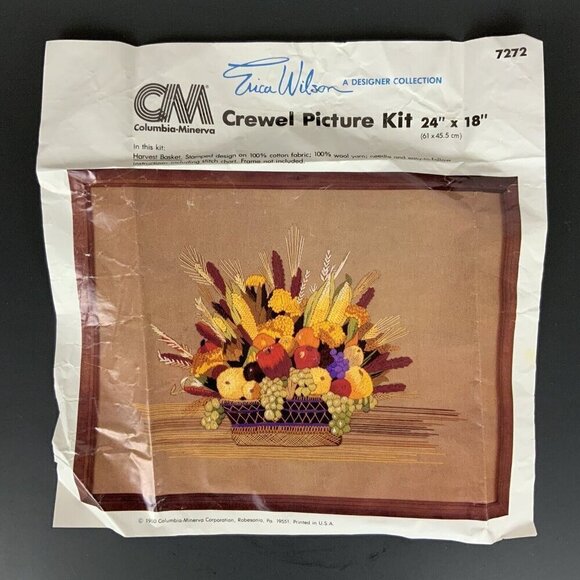 7272
Erica Wilson A DESIGNER COLLECTION
CM
Columbia-Minerva
Crewel Picture Kit 24" x 18"
(61 x 45.5 cm)
In this kit:
Harvest Basket. Stamped design on 100% cotton fabric; 100% wool yarn; needle and easy-to-follow
instructions including stitch chart. Frame not included.
© 1980 Columbia Minerva Corporation, Robesonia, Pa. 19551. Printed in U.S.A.